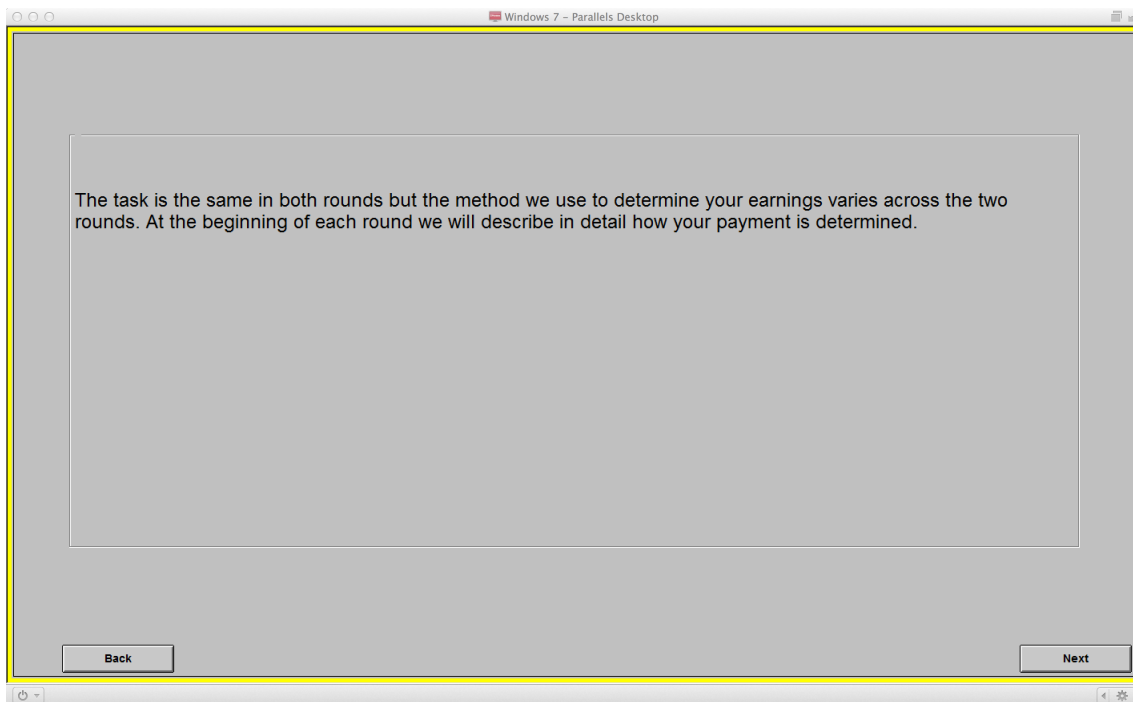 Windows 7 - Parallels Desktop
The task is the same in both rounds but the method we use to determine your earnings varies across the two
rounds. At the beginning of each round we will describe in detail how your payment is determined.
Back
Next